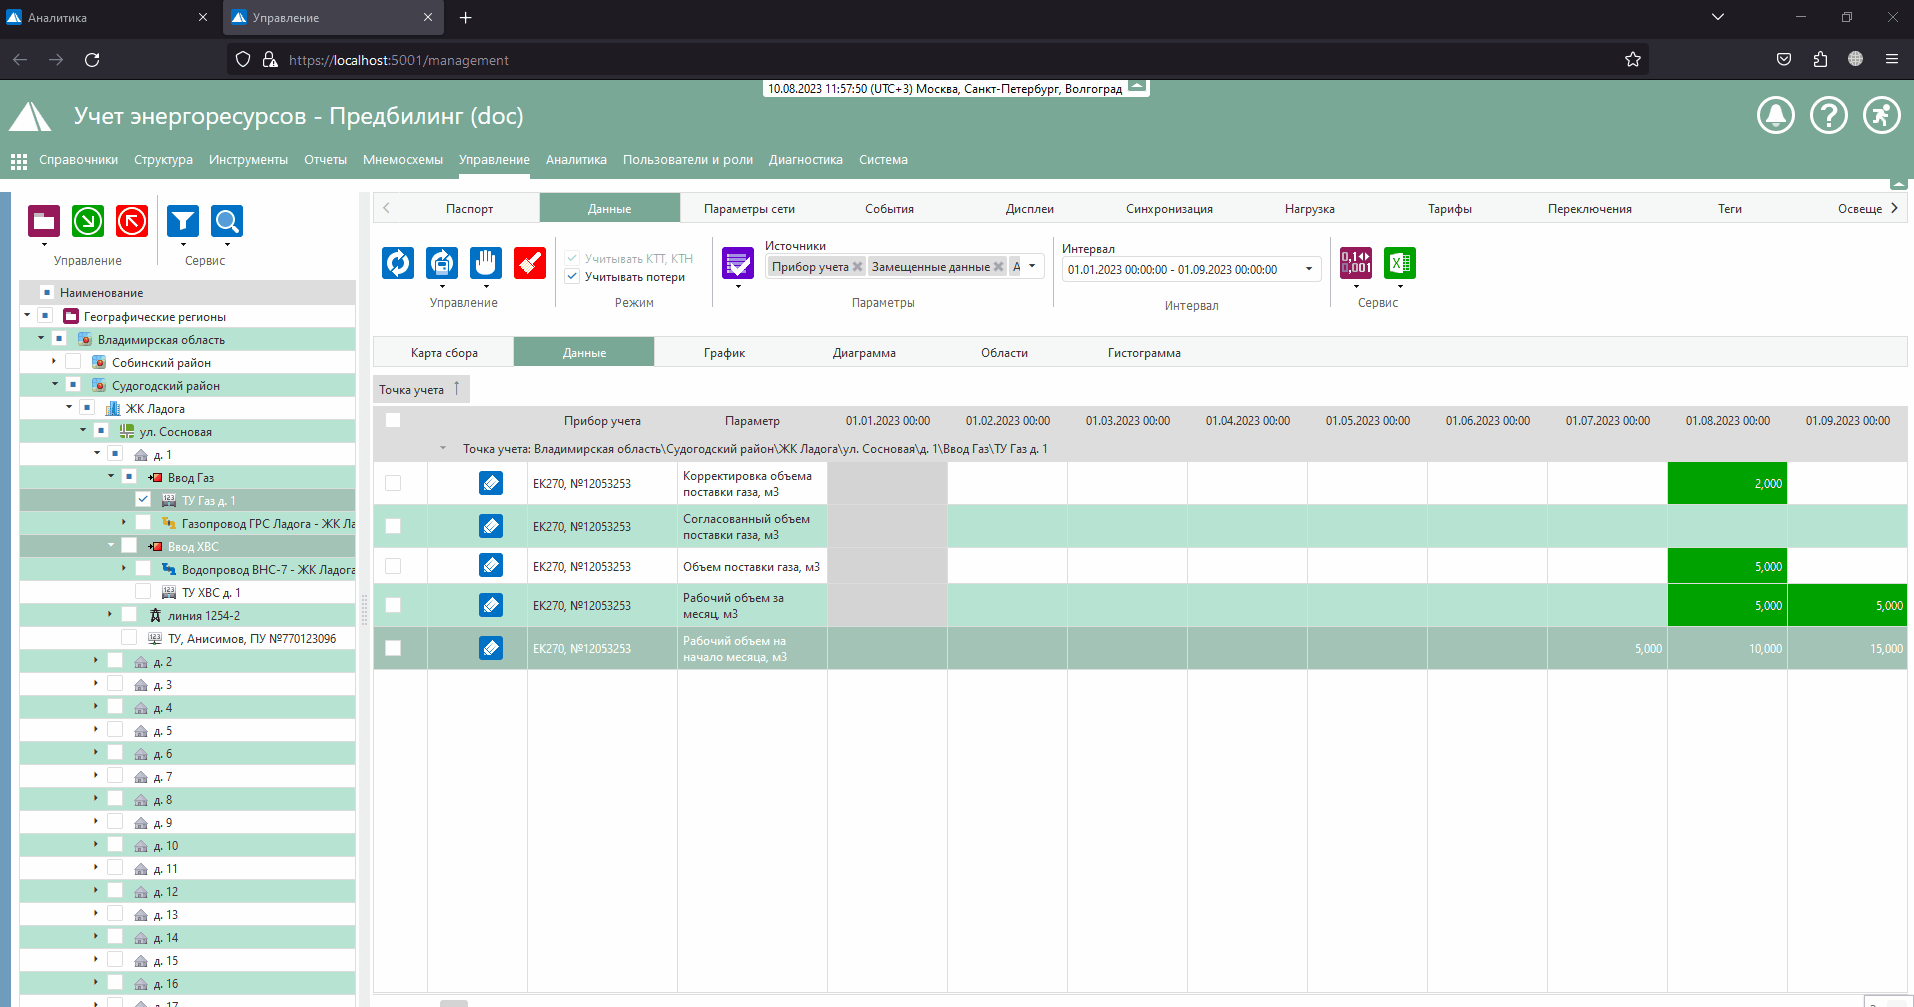 Аналитика
Управление
https://localhost:5001/management
10.08.2023 11:57:50 (UTC+3) Москва, Санкт-Петербург, Волгоград
Учет энергоресурсов - Предбилинг (doc)
Справочники Структура Инструменты Отчеты Мнемосхемы Управление Аналитика Пользователи и роли Диагностика Система
Управление Сервис
Наименование
Географические регионы
Владимирская область
Собинский район
Судогодский район
ЖК Ладога
ул. Сосновая
д. 1
Ввод Газ
ТУ Газ д. 1
Газопровод ГРС Ладога - ЖК Ла
Ввод ХВС
Водопровод ВНС-7 - ЖК Ладога
ТУ ХВС д. 1
линия 1254-2
ТУ, Анисимов, ПУ №770123096
д. 2
д. 3
д. 4
д. 5
д. 6
д. 7
д. 8
д. 9
д. 10
д. 11
д. 12
д. 13
д. 14
д. 15
д. 16
д. 17
Паспорт Данные Параметры сети События Дисплеи Синхронизация Нагрузка Тарифы Переключения Теги Освеще
Управление
Учитывать КТТ, КТН
Учитывать потери
Режим
Источники
Прибор учета Замещенные данные А
Параметры
Интервал
01.01.2023 00:00:00 - 01.09.2023 00:00:00
Интервал
0,1
0,001
Сервис
Карта сбора Данные График Диаграмма Области Гистограмма
Точка учета
Прибор учета Параметр 01.01.2023 00:00 01.02.2023 00:00 01.03.2023 00:00 01.04.2023 00:00 01.05.2023 00:00 01.06.2023 00:00 01.07.2023 00:00 01.08.2023 00:00 01.09.2023 00:00
Точка учета: Владимирская область\Судогодский район\ЖК Ладога\ул. Сосновая\д. 1\Ввод Газ\ТУ Газ д. 1
ЕК270, №12053253 Корректировка объема
поставки газа, м3 2,000
ЕК270, №12053253 Согласованный объем
поставки газа, м3
ЕК270, №12053253 Объем поставки газа, м3 5,000
ЕК270, №12053253 Рабочий объем за
месяц, м3 5,000 5,000
ЕК270, №12053253 Рабочий объем на
начало месяца, м3 5,000 10,000 15,000